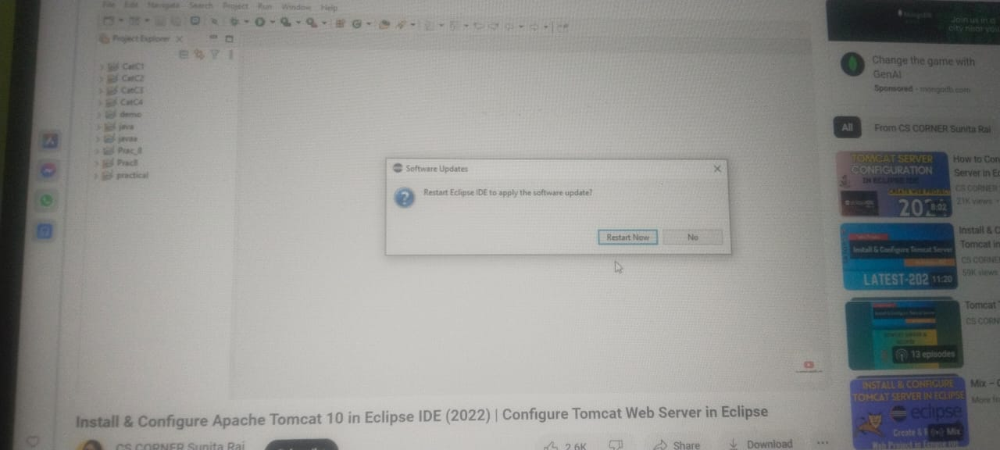 File Edit Navigate Search Project Run Window Help
Project Explorer
CatC1
CatC2
CatC3
CatC4
demo
java
javaa
Prac_8
Prac8
practical
Software Updates
Restart Eclipse IDE to apply the software update?
Restart Now
No
Install & Configure Apache Tomcat 10 in Eclipse IDE (2022) | Configure Tomcat Web Server in Eclipse
CS CORNER Sunita Rai
2.6K
Share
Download
Join us in a
city near you
Change the game with
GenAI
Sponsored - mongodb.com
All
From CS CORNER Sunita Rai
TOMCAT SERVER
CONFIGURATION
IN ECLIPSE IDE
CREATE WEB PROJECT
8:02
How to Con
Server in Ec
CS CORNER
21K views
Install & Configure Tomcat Server
LATEST-202
11:20
Install & C
Tomcat in
CS CORNE
59K views
13 episodes
Tomcat
CS CORN
INSTALL & CONFIGURE
TOMCAT SERVER IN ECLIPSE
eclipse
Create &
Mix
Web Project in Eclipse
Mix –
More fr